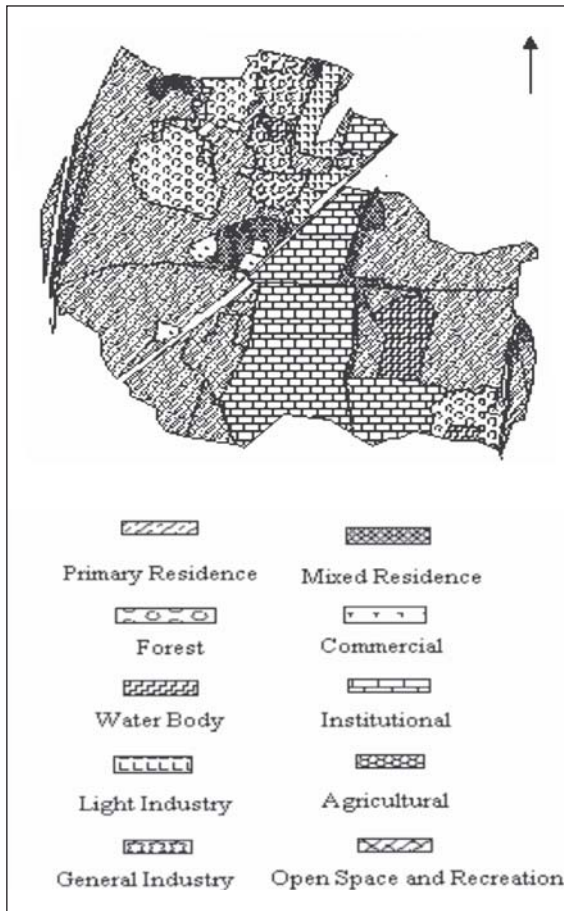 Primary Residence Mixed Residence
Forest Commercial
Water Body Institutional
Light Industry Agricultural
General Industry Open Space and Recreation